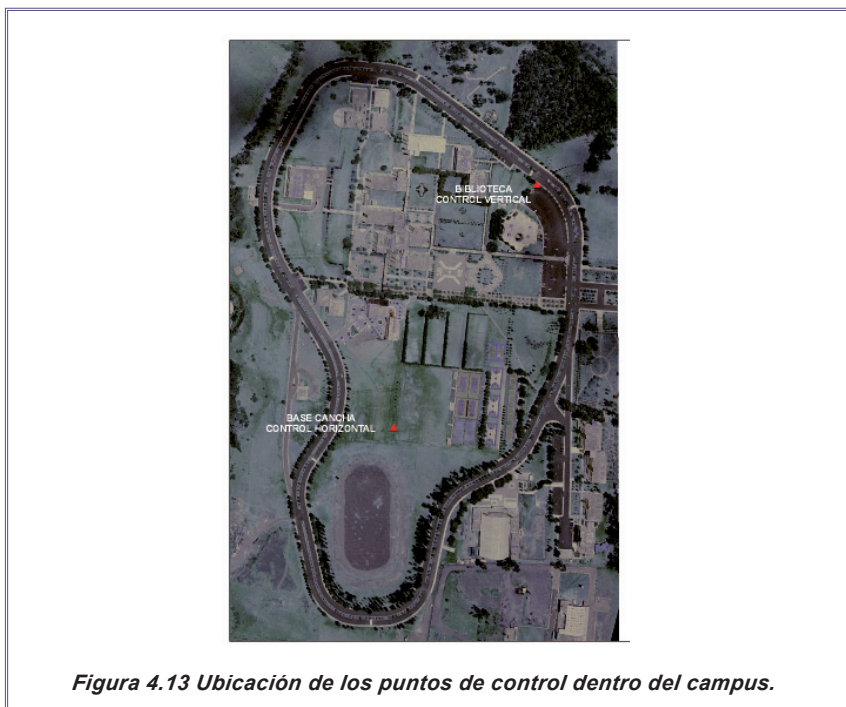 BIBLIOTECA
CONTROL VERTICAL
BASE CANCHA
CONTROL HORIZONTAL
Figura 4.13 Ubicación de los puntos de control dentro del campus.